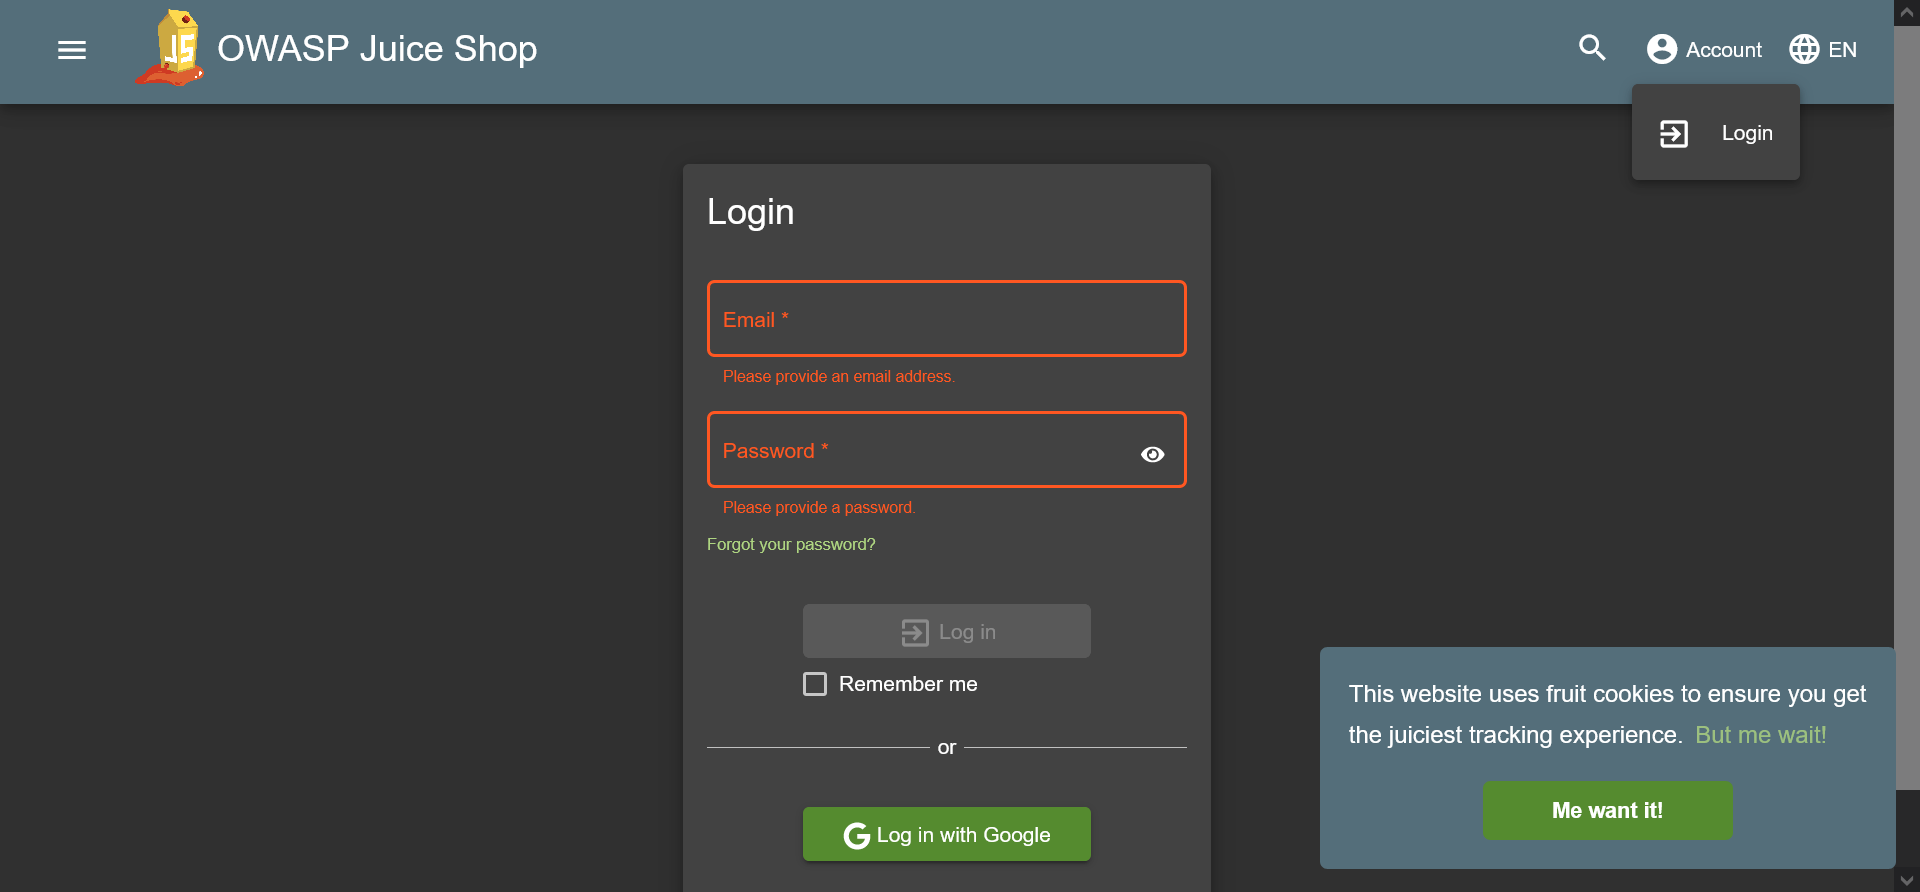 OWASP Juice Shop
Account
EN
Login
Login
Email *
Please provide an email address.
Password *
Please provide a password.
Forgot your password?
Log in
Remember me
or
Log in with Google
This website uses fruit cookies to ensure you get
the juiciest tracking experience. But me wait!
Me want it!